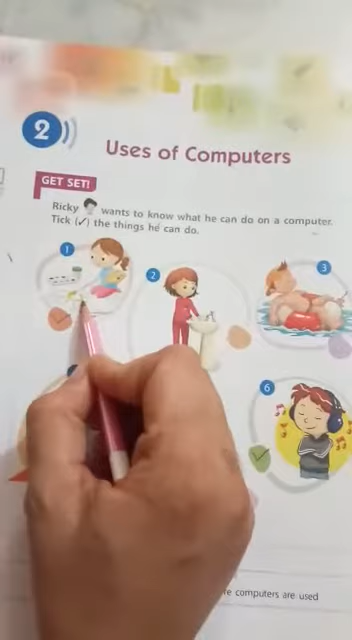 2
Uses of Computers
GET SET!
Ricky wants to know what he can do on a computer.
Tick (✓) the things he can do.
1
2
3
6
computers are used